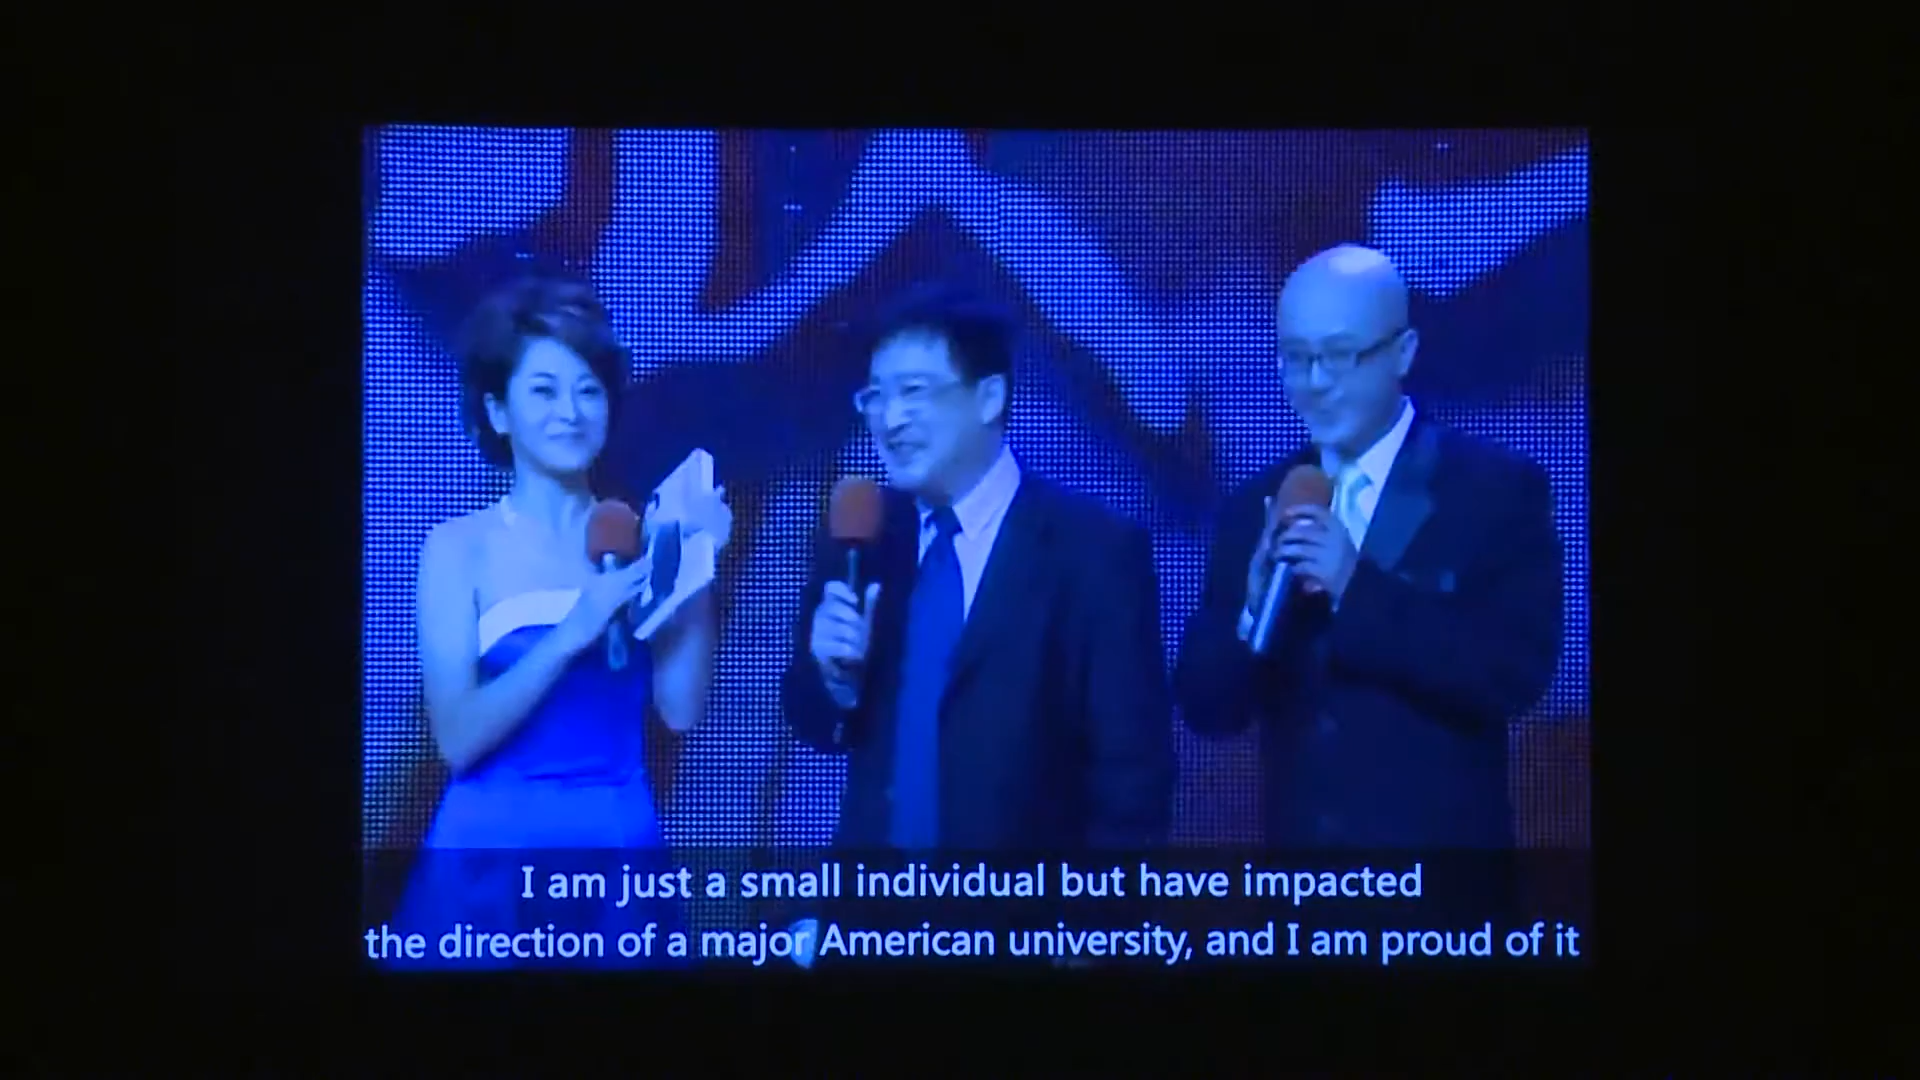 I am just a small individual but have impacted
the direction of a major American university, and I am proud of it